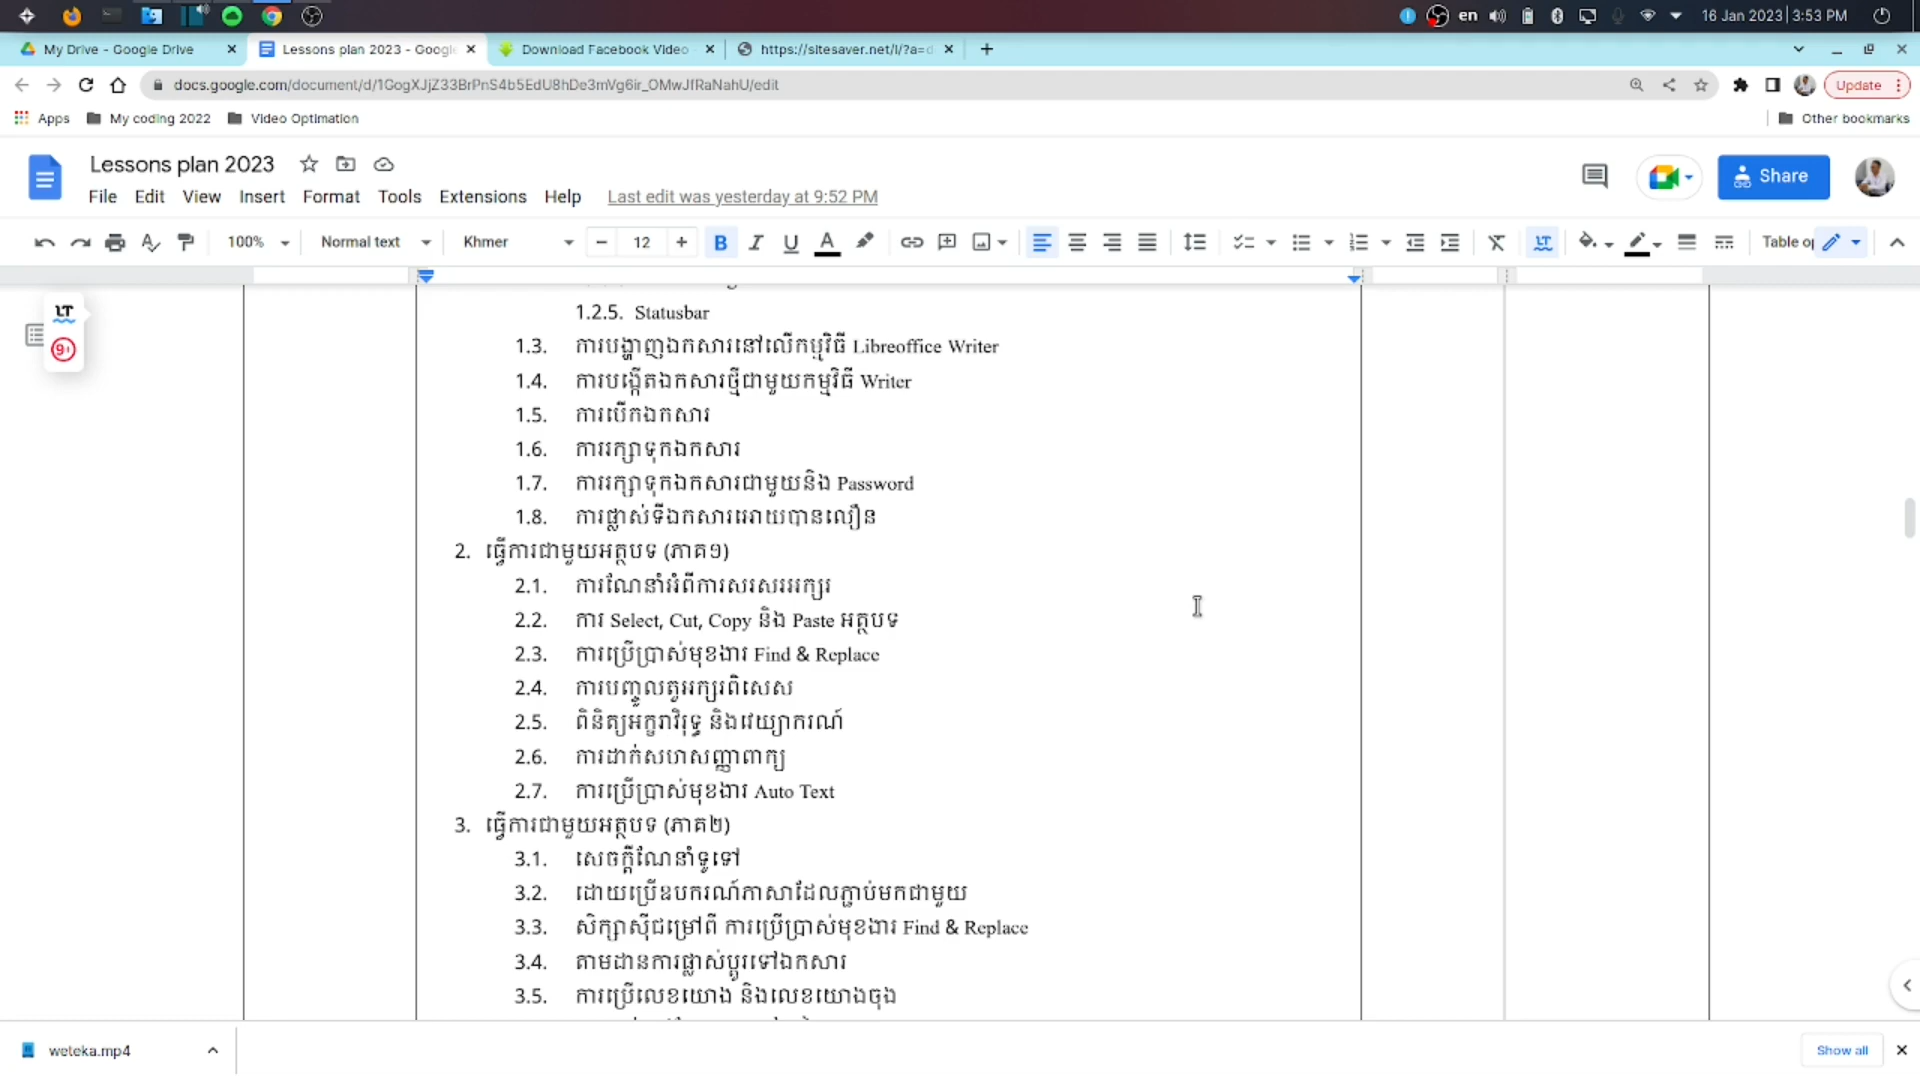 en
16 Jan 2023 | 3:53 PM
My Drive - Google Drive
Lessons plan 2023 - Google
Download Facebook Video
https://sitesaver.net/l/?a=d
docs.google.com/document/d/1GogXJjZ33BrPnS4b5EdU8hDe3mVg6ir_OMwJfRaNahU/edit
Update
Apps
My coding 2022
Video Optimation
Other bookmarks
Lessons plan 2023
Share
File Edit View Insert Format Tools Extensions Help
Last edit was yesterday at 9:52 PM
100% Normal text Khmer 12 Table op
1.2.5. Statusbar
1.3. ការបង្ហាញឯកសារនៅលើកម្មវិធី Libreoffice Writer
1.4. ការបង្កើតឯកសារថ្មីជាមួយកម្មវិធី Writer
1.5. ការបើកឯកសារ
1.6. ការរក្សាទុកឯកសារ
1.7. ការរក្សាទុកឯកសារជាមួយនិង Password
1.8. ការផ្លាស់ទីឯកសារអោយបានលឿន
2. ធ្វើការជាមួយអត្ថបទ (ភាគ១)
2.1. ការណែនាំអំពីការសរសរអក្សរ
2.2. ការ Select, Cut, Copy និង Paste អត្ថបទ
2.3. ការប្រើប្រាស់មុខងារ Find & Replace
2.4. ការបញ្ចូលតួអក្សរពិសេស
2.5. ពិនិត្យអក្ខរាវិរុទ្ធ និងវេយ្យាករណ៍
2.6. ការដាក់សហសញ្ញាពាក្យ
2.7. ការប្រើប្រាស់មុខងារ Auto Text
3. ធ្វើការជាមួយអត្ថបទ (ភាគ២)
3.1. សេចក្តីណែនាំទូទៅ
3.2. ដោយប្រើឧបករណ៍ភាសាដែលភ្ជាប់មកជាមួយ
3.3. សិក្សាស៊ីជម្រៅពី ការប្រើប្រាស់មុខងារ Find & Replace
3.4. តាមដានការផ្លាស់ប្តូរទៅឯកសារ
3.5. ការប្រើលេខយោង និងលេខយោងចុង
weteka.mp4
Show all